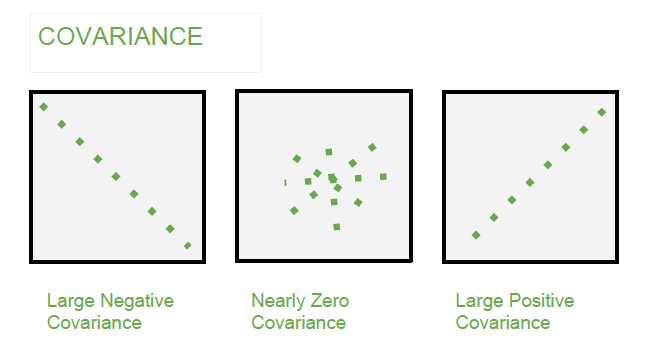 COVARIANCE
Large Negative
Covariance
Nearly Zero
Covariance
Large Positive
Covariance